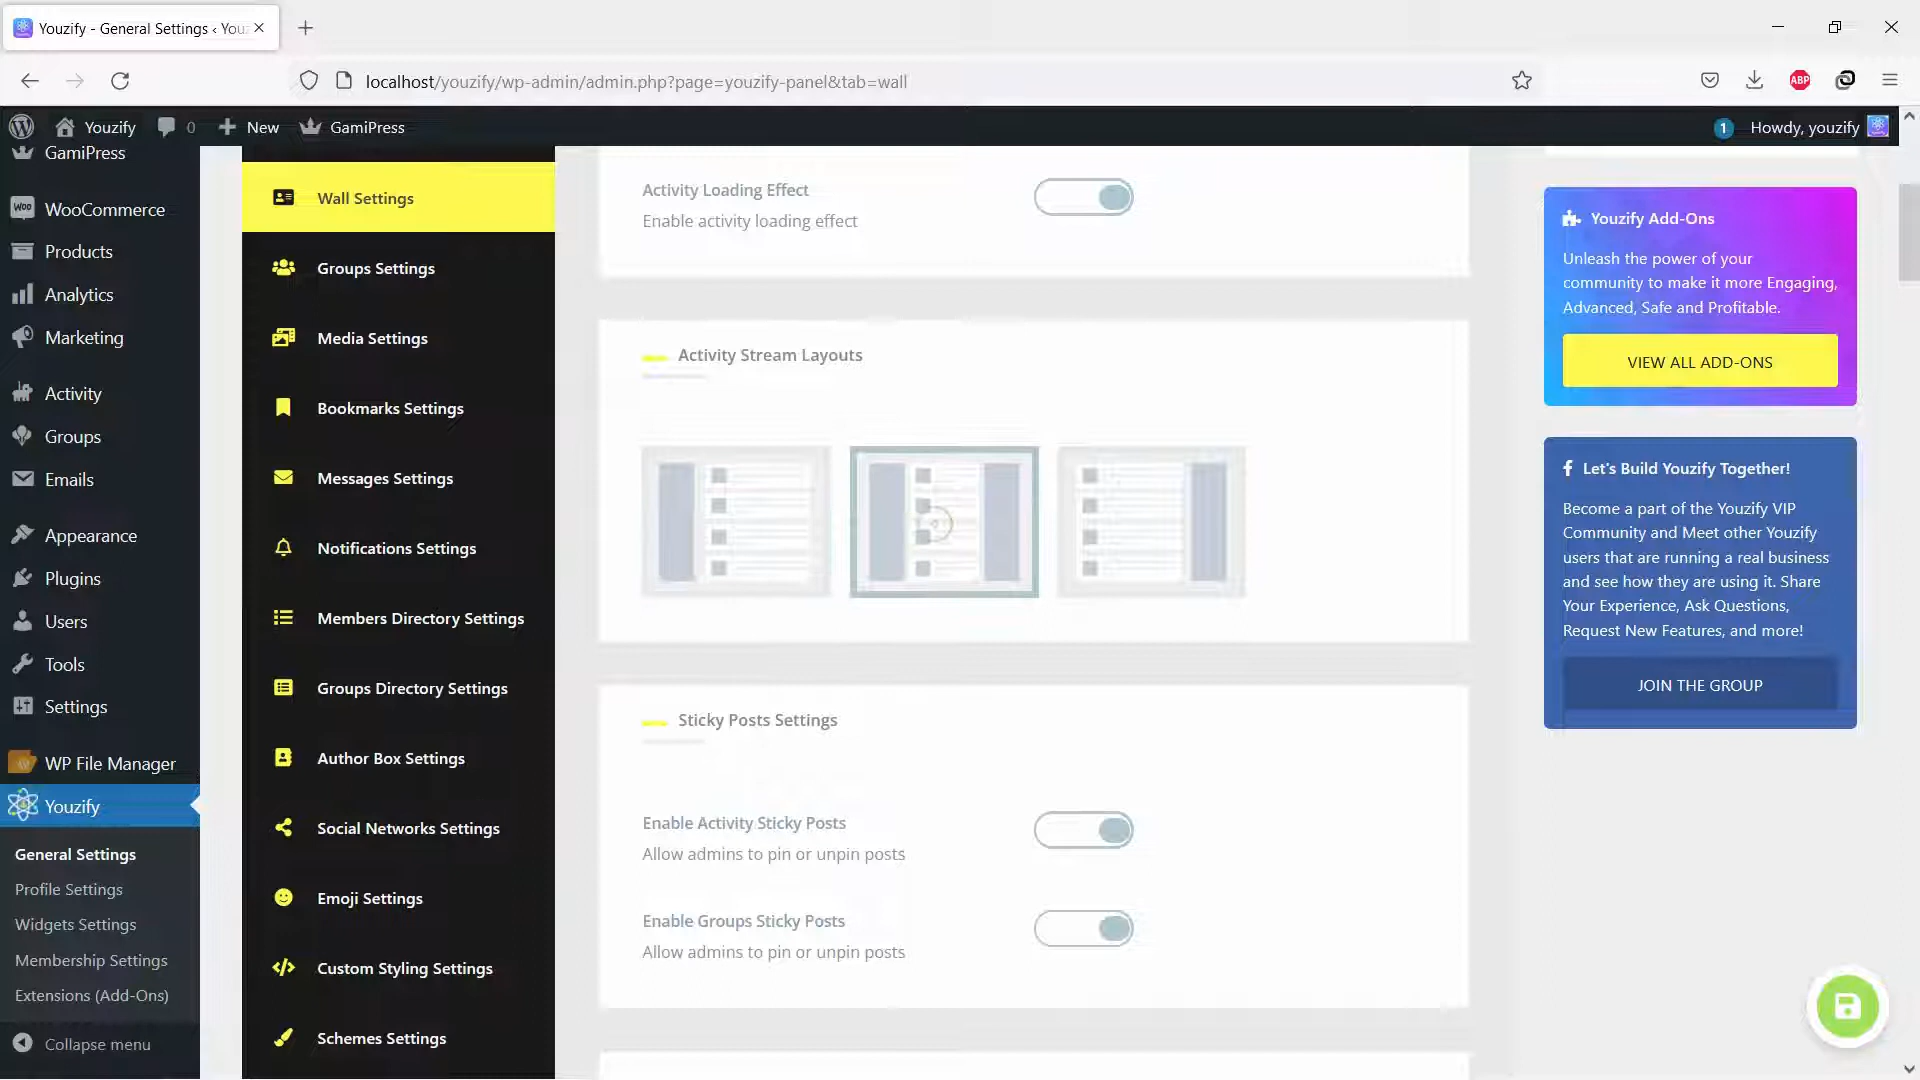 Youzify - General Settings ‹ Youz
localhost/youzify/wp-admin/admin.php?page=youzify-panel&tab=wall
ABP
Youzify
0
New
GamiPress
1
Howdy, youzify
GamiPress
WooCommerce
Products
Analytics
Marketing
Activity
Groups
Emails
Appearance
Plugins
Users
Tools
Settings
WP File Manager
Youzify
General Settings
Profile Settings
Widgets Settings
Membership Settings
Extensions (Add-Ons)
Collapse menu
Wall Settings
Groups Settings
Media Settings
Bookmarks Settings
Messages Settings
Notifications Settings
Members Directory Settings
Groups Directory Settings
Author Box Settings
Social Networks Settings
Emoji Settings
Custom Styling Settings
Schemes Settings
Activity Loading Effect
Enable activity loading effect
Activity Stream Layouts
Sticky Posts Settings
Enable Activity Sticky Posts
Allow admins to pin or unpin posts
Enable Groups Sticky Posts
Allow admins to pin or unpin posts
Youzify Add-Ons
Unleash the power of your
community to make it more Engaging,
Advanced, Safe and Profitable.
VIEW ALL ADD-ONS
Let's Build Youzify Together!
Become a part of the Youzify VIP
Community and Meet other Youzify
users that are running a real business
and see how they are using it. Share
Your Experience, Ask Questions,
Request New Features, and more!
JOIN THE GROUP